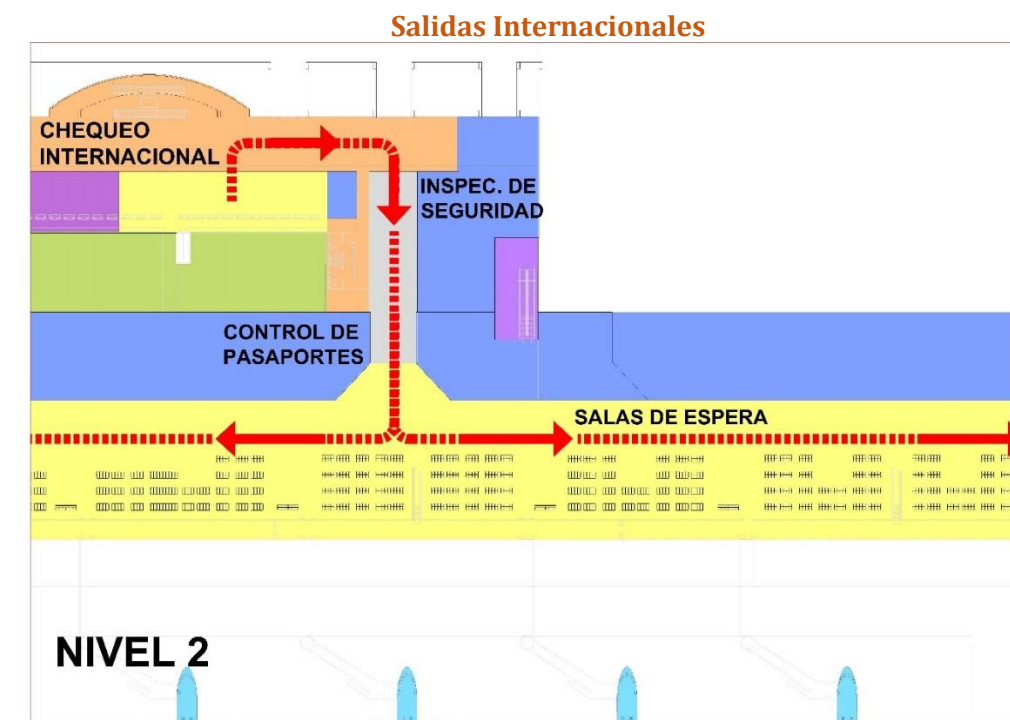 Salidas Internacionales
CHEQUEO
INTERNACIONAL
INSPEC. DE
SEGURIDAD
CONTROL DE
PASAPORTES
SALAS DE ESPERA
NIVEL 2